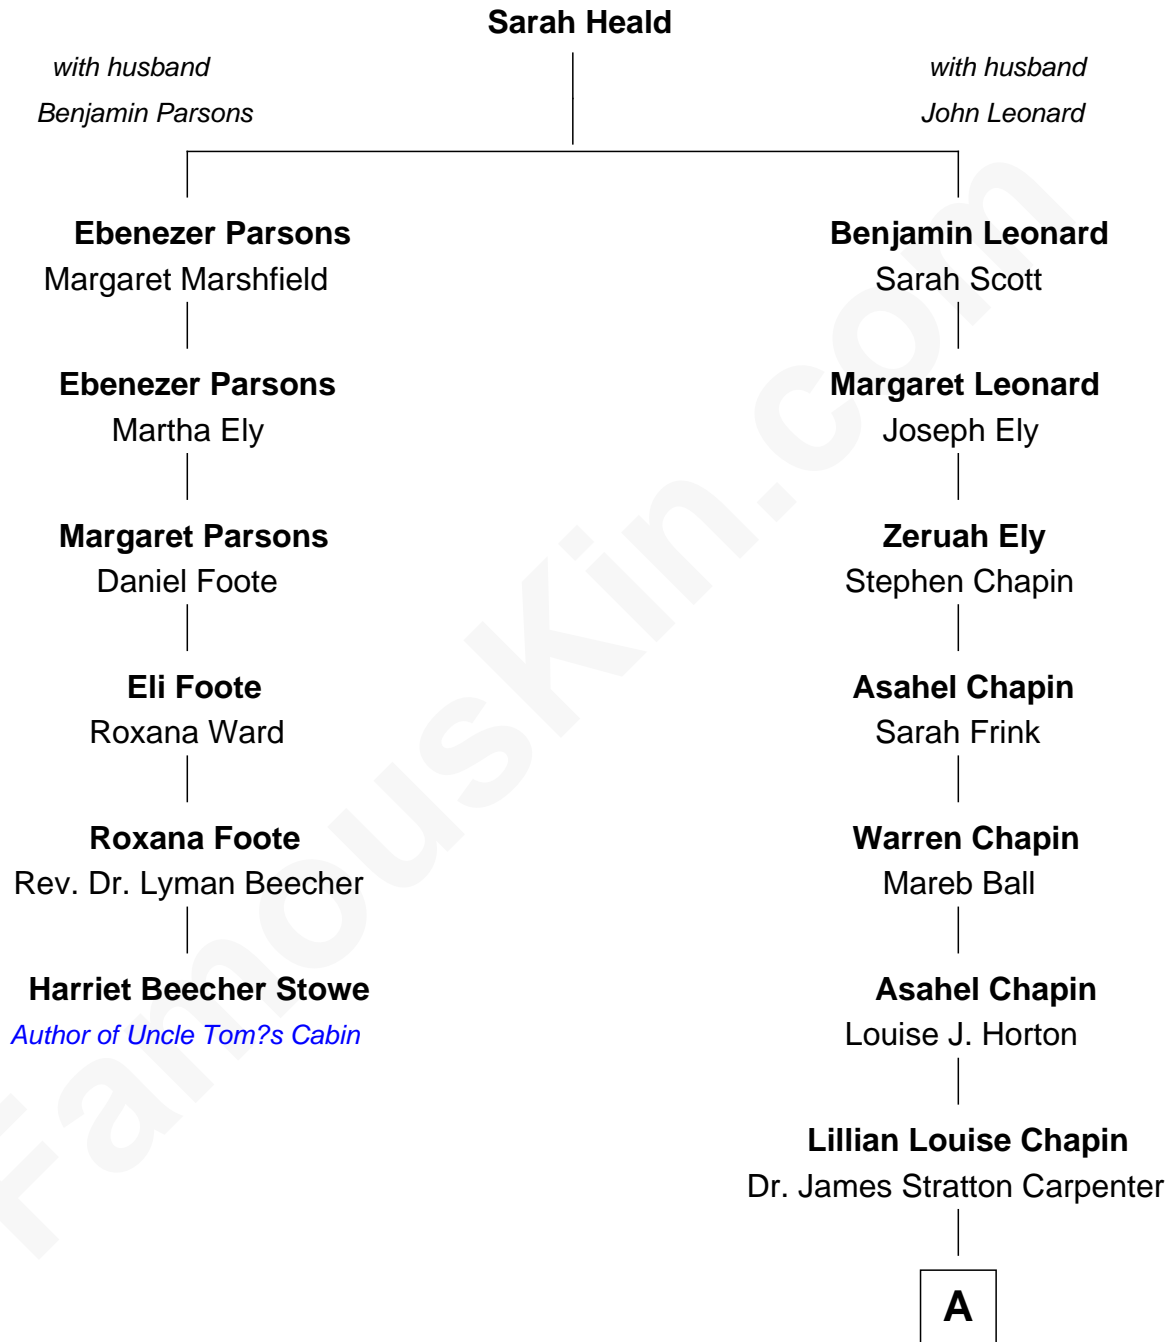 Sarah Heald
with husband
Benjamin Parsons
with husband
John Leonard
Ebenezer Parsons
Margaret Marshfield
Ebenezer Parsons
Martha Ely
Margaret Parsons
Daniel Foote
Eli Foote
Roxana Ward
Roxana Foote
Rev. Dr. Lyman Beecher
Harriet Beecher Stowe
Author of Uncle Tom?s Cabin
Benjamin Leonard
Sarah Scott
Margaret Leonard
Joseph Ely
Zeruah Ely
Stephen Chapin
Asahel Chapin
Sarah Frink
Warren Chapin
Mareb Ball
Asahel Chapin
Louise J. Horton
Lillian Louise Chapin
Dr. James Stratton Carpenter
A
FamousKin.com